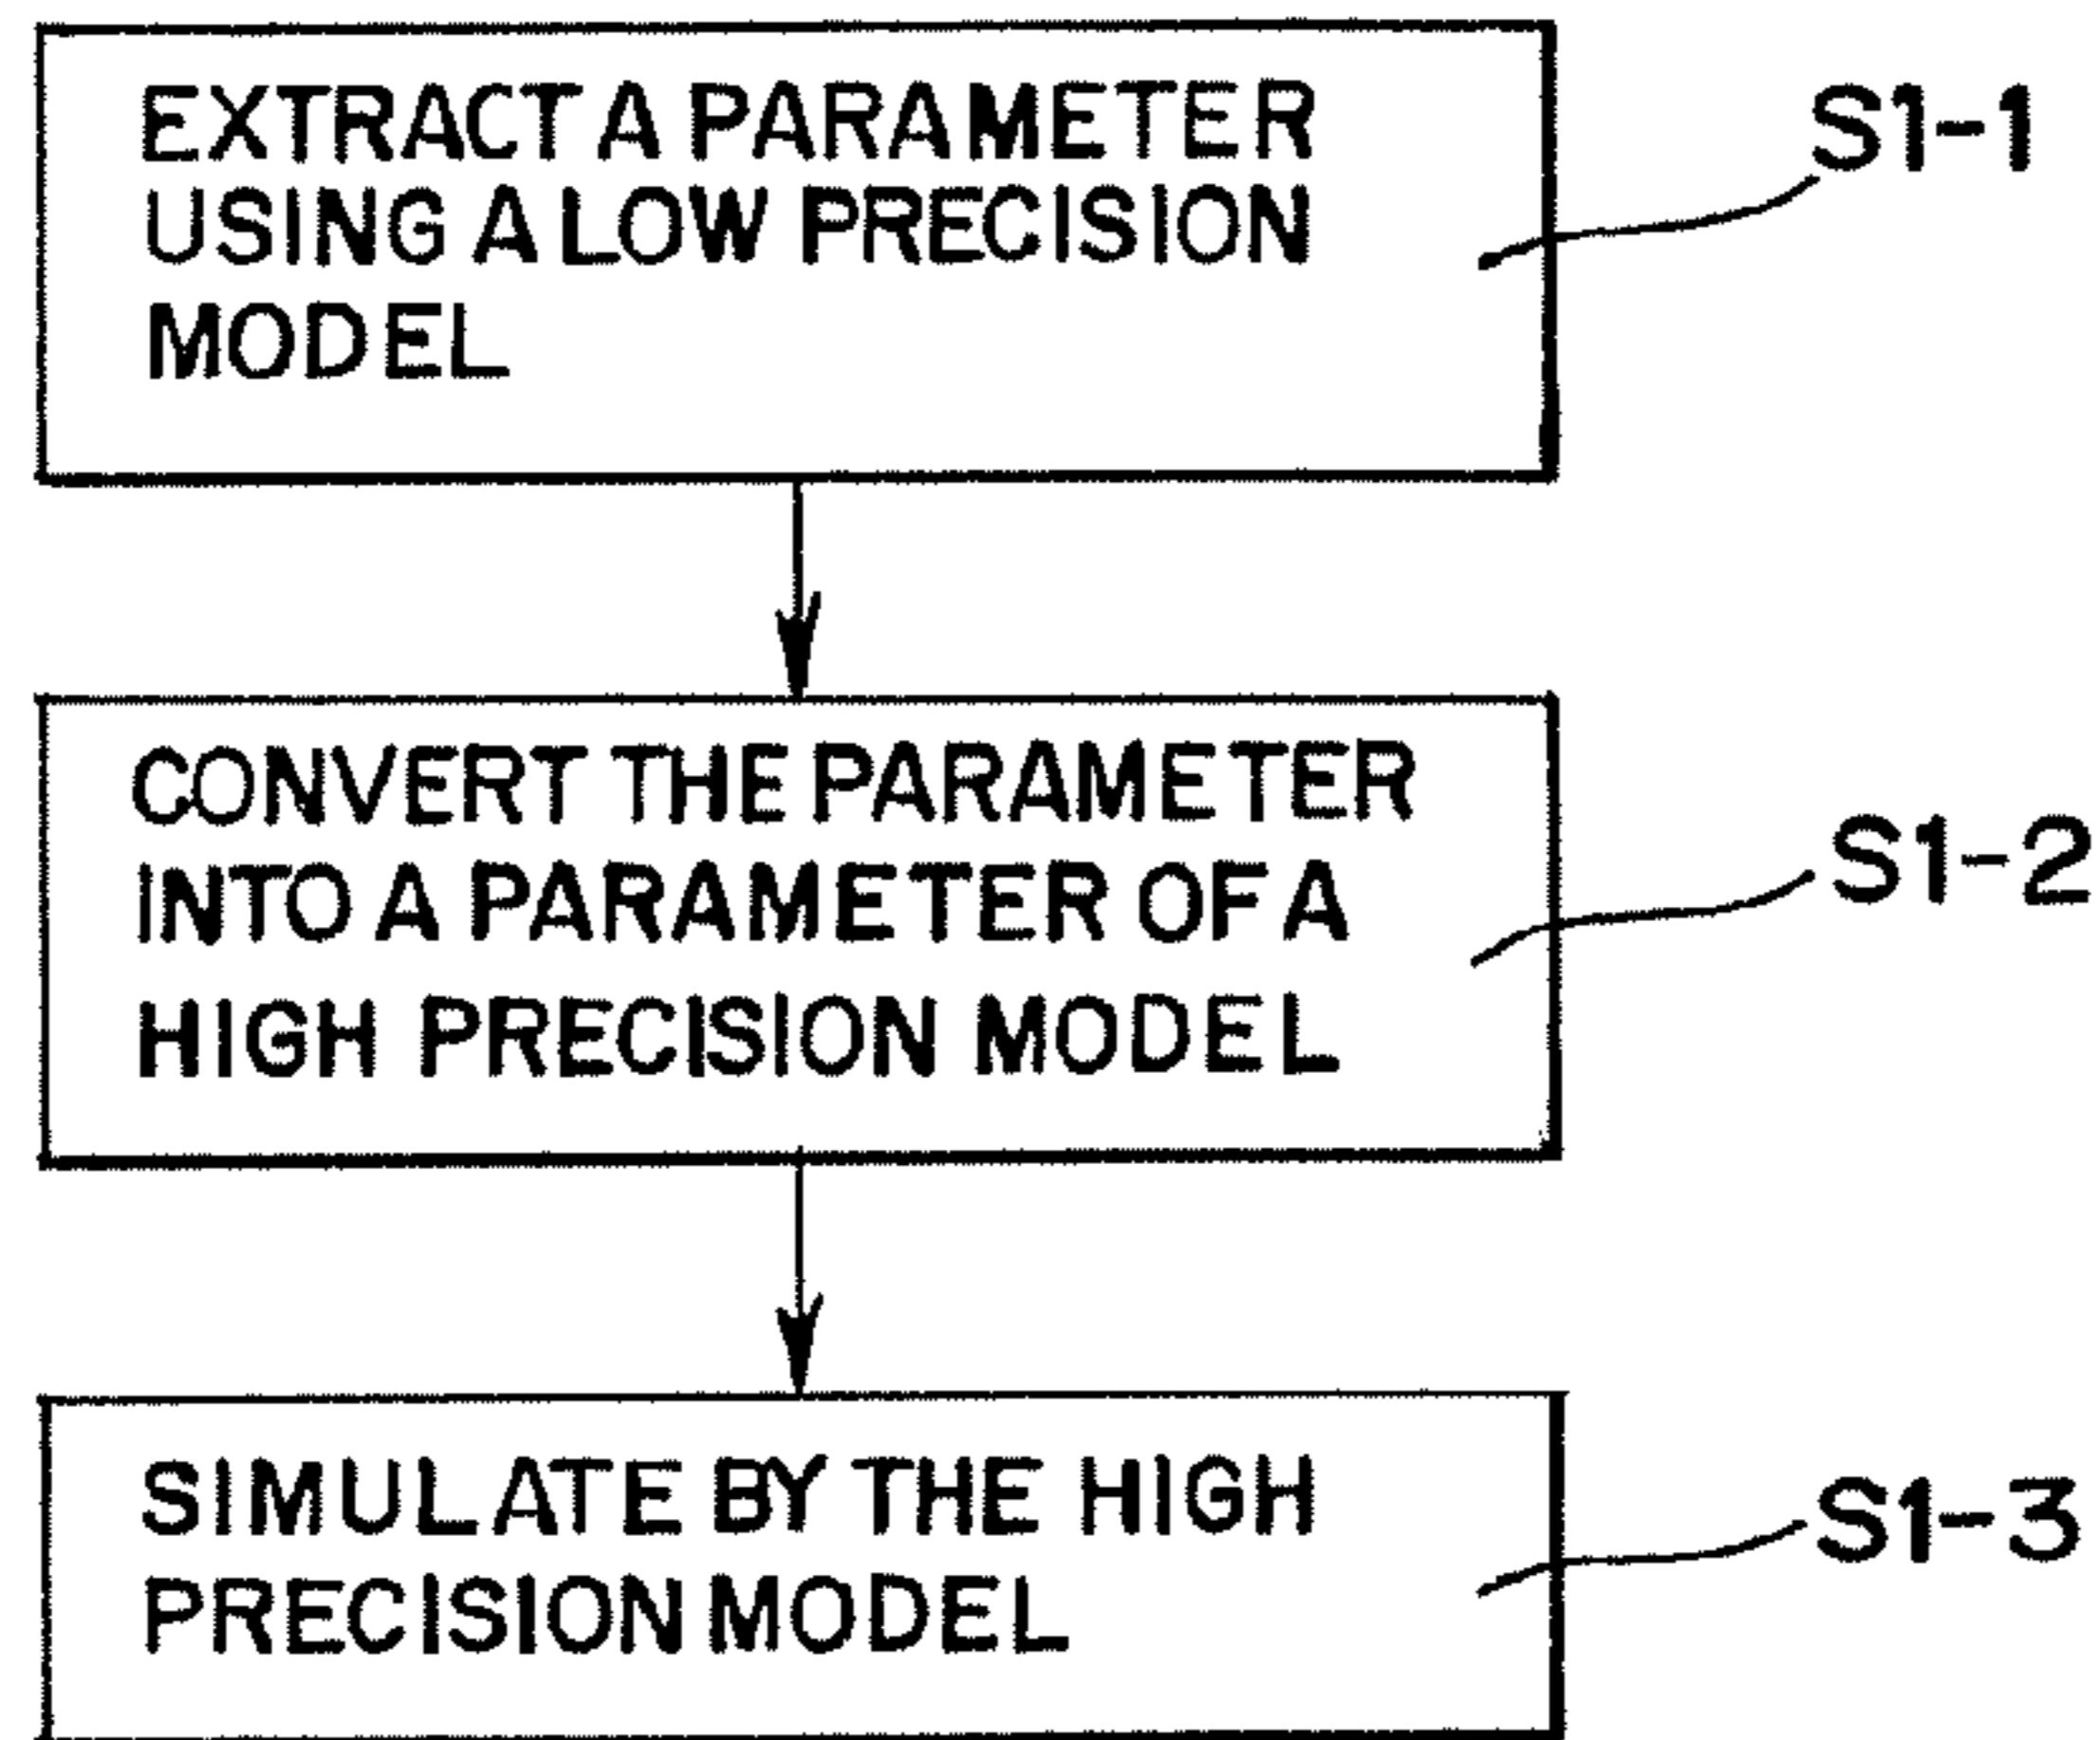 EXTRACT A PARAMETER
USING A LOW PRECISION
MODEL
S1-1
CONVERT THE PARAMETER
INTO A PARAMETER OF A
HIGH PRECISION MODEL
S1-2
SIMULATE BY THE HIGH
PRECISION MODEL
S1-3